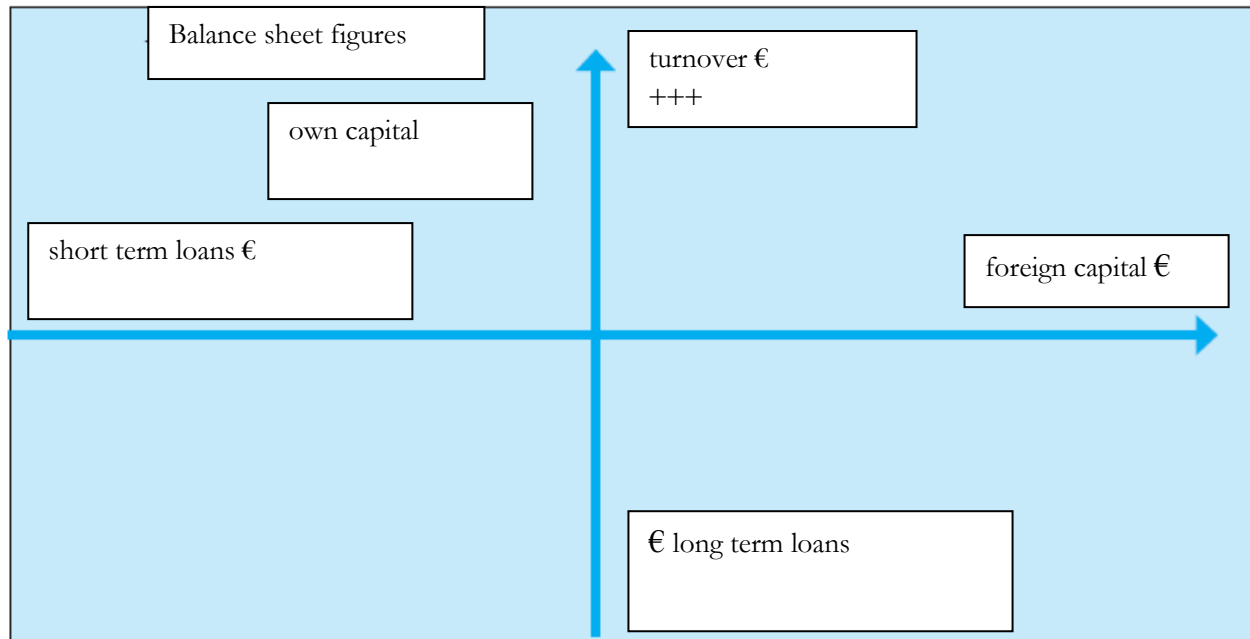 Balance sheet figures
turnover €
+++
own capital
short term loans €
foreign capital €
€ long term loans